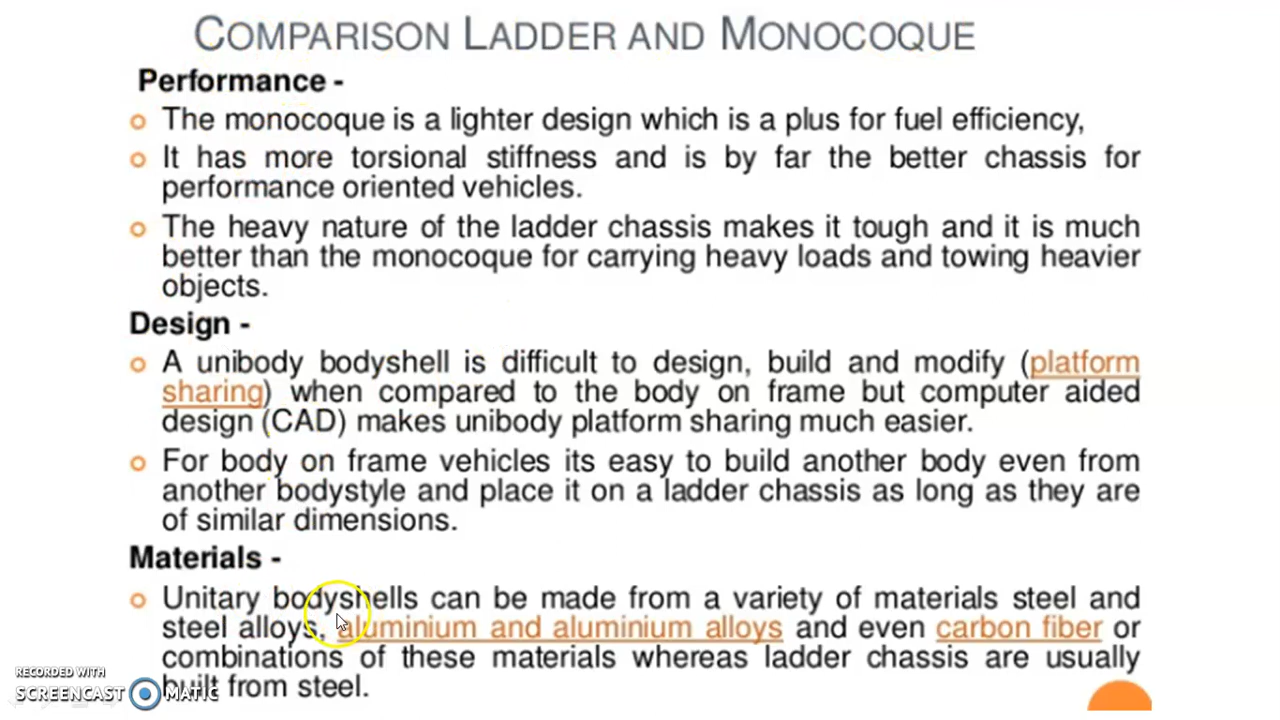 COMPARISON LADDER AND MONOCOQUE
Performance -
The monocoque is a lighter design which is a plus for fuel efficiency,
It has more torsional stiffness and is by far the better chassis for
performance oriented vehicles.
The heavy nature of the ladder chassis makes it tough and it is much
better than the monocoque for carrying heavy loads and towing heavier
objects.
Design -
A unibody bodyshell is difficult to design, build and modify (platform
sharing) when compared to the body on frame but computer aided
design (CAD) makes unibody platform sharing much easier.
For body on frame vehicles its easy to build another body even from
another bodystyle and place it on a ladder chassis as long as they are
of similar dimensions.
Materials -
Unitary bodyshells can be made from a variety of materials steel and
steel alloys, aluminium and aluminium alloys and even carbon fiber or
combinations of these materials whereas ladder chassis are usually
built from steel.
RECORDED WITH
SCREENCAST MATIC